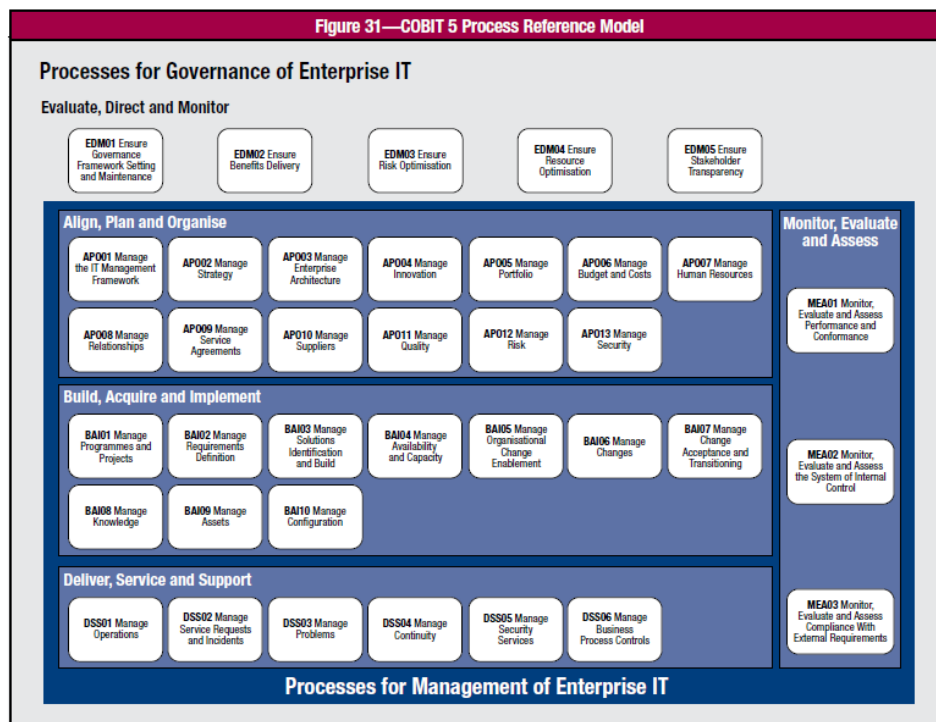 Figure 31—COBIT 5 Process Reference Model
Processes for Governance of Enterprise IT
Evaluate, Direct and Monitor
EDM01 Ensure
Governance
Framework Setting
and Maintenance
EDM02 Ensure
Benefits Delivery
EDM03 Ensure
Risk Optimisation
EDM04 Ensure
Resource
Optimisation
EDM05 Ensure
Stakeholder
Transparency
Align, Plan and Organise
APO01 Manage
the IT Management
Framework
APO02 Manage
Strategy
APO03 Manage
Enterprise
Architecture
APO04 Manage
Innovation
APO05 Manage
Portfolio
APO06 Manage
Budget and Costs
APO07 Manage
Human Resources
APO08 Manage
Relationships
APO09 Manage
Service
Agreements
APO10 Manage
Suppliers
APO11 Manage
Quality
APO12 Manage
Risk
APO13 Manage
Security
Build, Acquire and Implement
BAI01 Manage
Programmes and
Projects
BAI02 Manage
Requirements
Definition
BAI03 Manage
Solutions
Identification
and Build
BAI04 Manage
Availability
and Capacity
BAI05 Manage
Organisational
Change
Enablement
BAI06 Manage
Changes
BAI07 Manage
Change
Acceptance and
Transitioning
BAI08 Manage
Knowledge
BAI09 Manage
Assets
BAI10 Manage
Configuration
Deliver, Service and Support
DSS01 Manage
Operations
DSS02 Manage
Service Requests
and Incidents
DSS03 Manage
Problems
DSS04 Manage
Continuity
DSS05 Manage
Security
Services
DSS06 Manage
Business
Process Controls
Monitor, Evaluate
and Assess
MEA01 Monitor,
Evaluate and Assess
Performance and
Conformance
MEA02 Monitor,
Evaluate and Assess
the System of Internal
Control
MEA03 Monitor,
Evaluate and Assess
Compliance With
External Requirements
Processes for Management of Enterprise IT